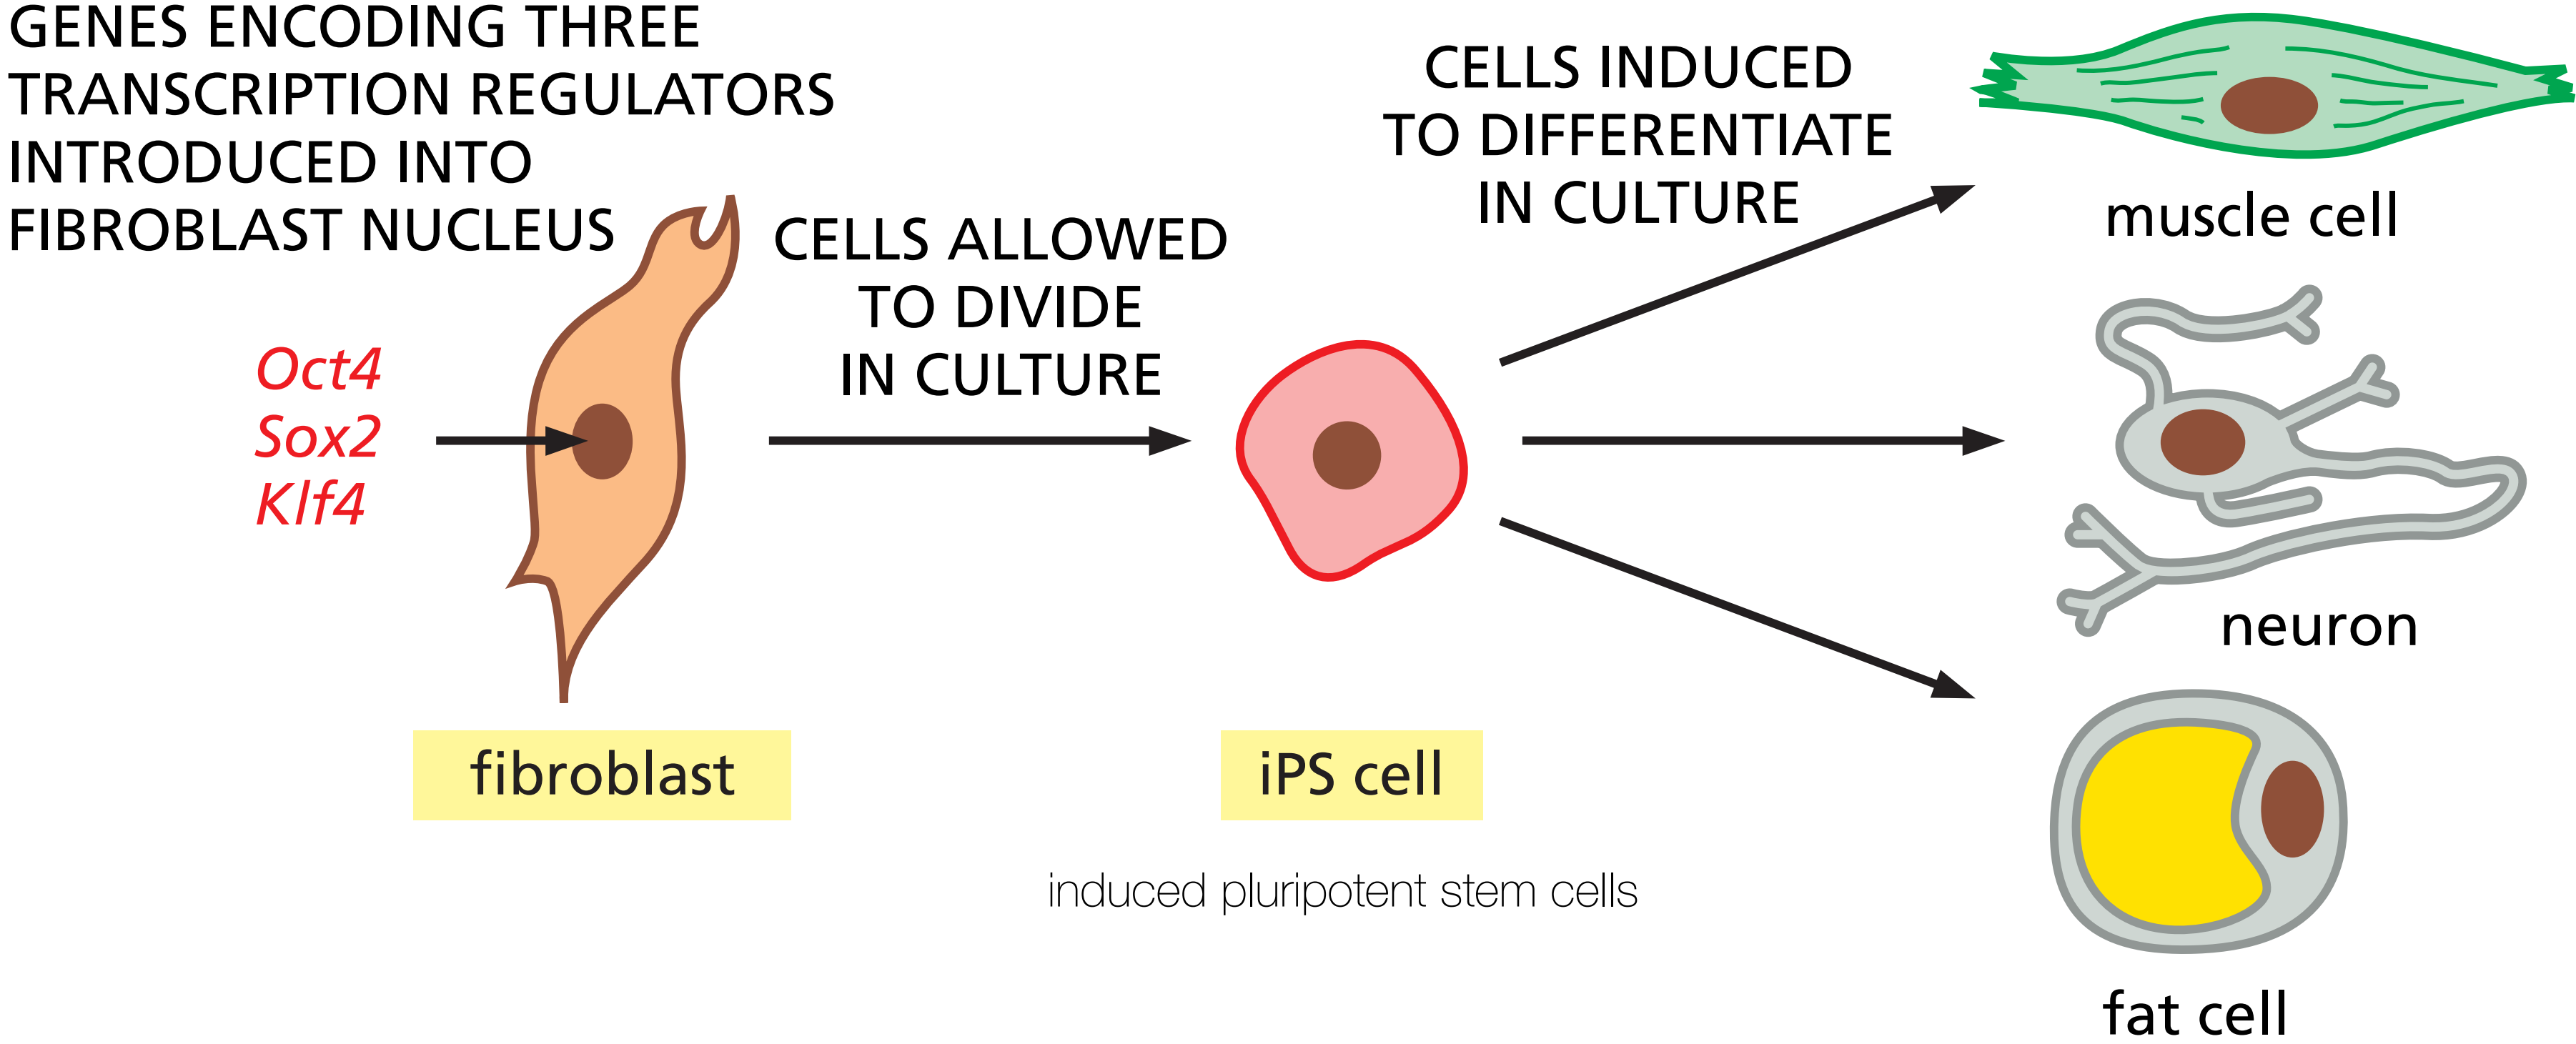 GENES ENCODING THREE
TRANSCRIPTION REGULATORS
INTRODUCED INTO
FIBROBLAST NUCLEUS
Oct4
Sox2
Klf4
fibroblast
CELLS ALLOWED
TO DIVIDE
IN CULTURE
iPS cell
induced pluripotent stem cells
CELLS INDUCED
TO DIFFERENTIATE
IN CULTURE
muscle cell
neuron
fat cell